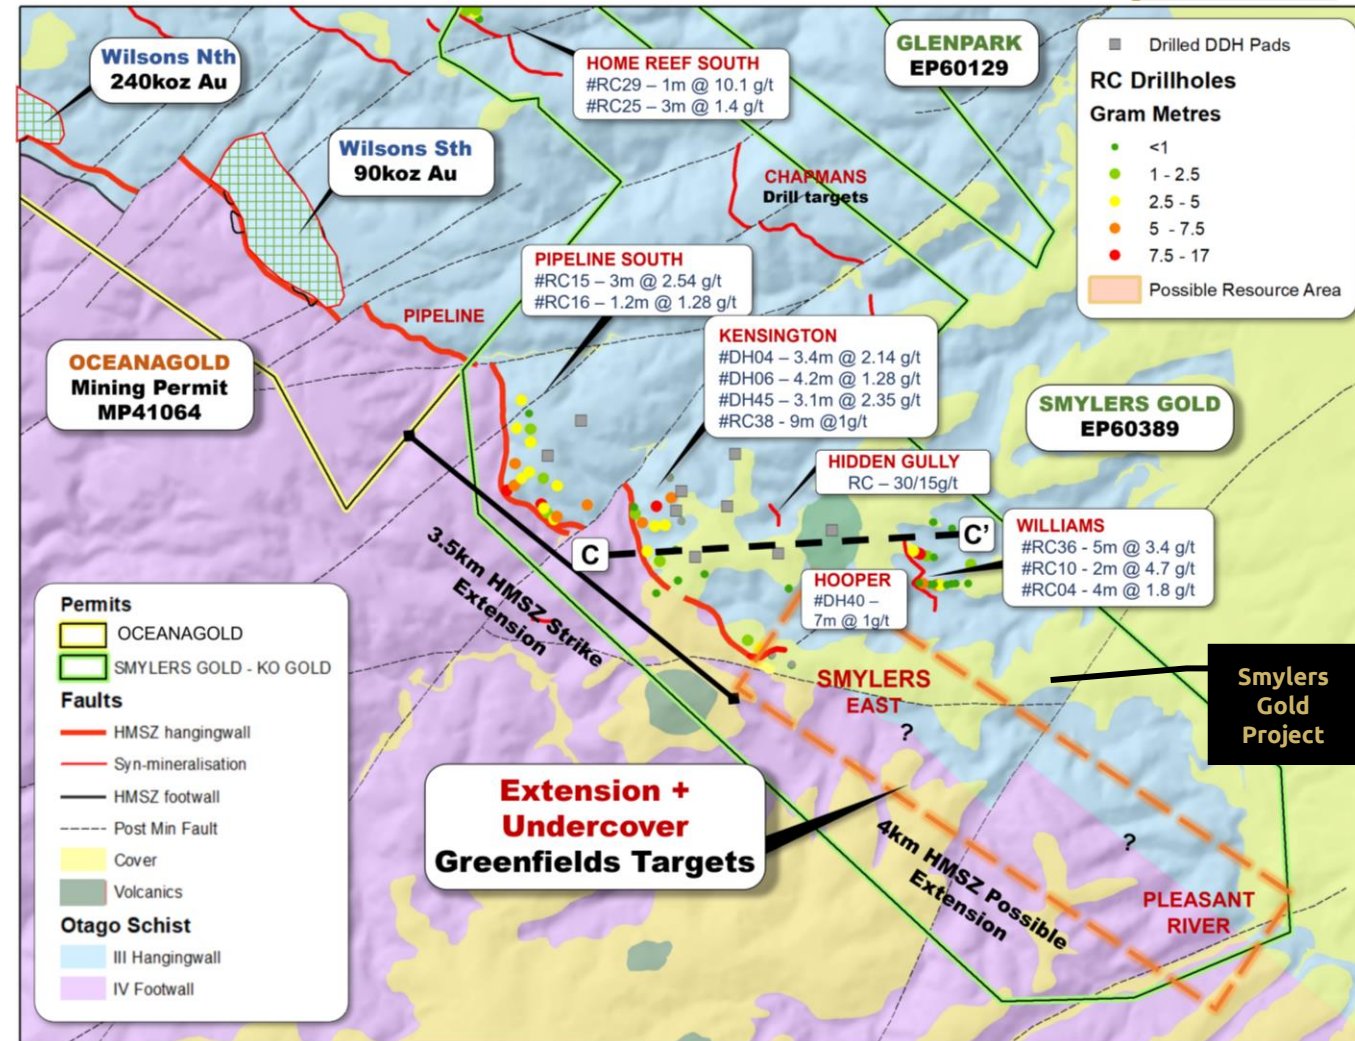 Wilsons Nth
240koz Au
Wilsons Sth
90koz Au
HOME REEF SOUTH
#RC29 – 1m @ 10.1 g/t
#RC25 – 3m @ 1.4 g/t
GLENPARK
EP60129
Drilled DDH Pads
RC Drillholes
Gram Metres
<1
1 - 2.5
2.5 - 5
5 - 7.5
7.5 - 17
Possible Resource Area
CHAPMANS
Drill targets
PIPELINE SOUTH
#RC15 – 3m @ 2.54 g/t
#RC16 – 1.2m @ 1.28 g/t
PIPELINE
KENSINGTON
#DH04 – 3.4m @ 2.14 g/t
#DH06 – 4.2m @ 1.28 g/t
#DH45 – 3.1m @ 2.35 g/t
#RC38 - 9m @1g/t
OCEANAGOLD
Mining Permit
MP41064
SMYLERS GOLD
EP60389
HIDDEN GULLY
RC – 30/15g/t
C
C'
WILLIAMS
#RC36 - 5m @ 3.4 g/t
#RC10 - 2m @ 4.7 g/t
#RC04 - 4m @ 1.8 g/t
HOOPER
#DH40 –
7m @ 1g/t
3.5km HMSZ Strike
Extension
SMYLERS
EAST
?
Smylers
Gold
Project
Extension +
Undercover
Greenfields Targets
4km HMSZ Possible
Extension
?
PLEASANT
RIVER
Permits
OCEANAGOLD
SMYLERS GOLD - KO GOLD
Faults
HMSZ hangingwall
Syn-mineralisation
HMSZ footwall
Post Min Fault
Cover
Volcanics
Otago Schist
III Hangingwall
IV Footwall